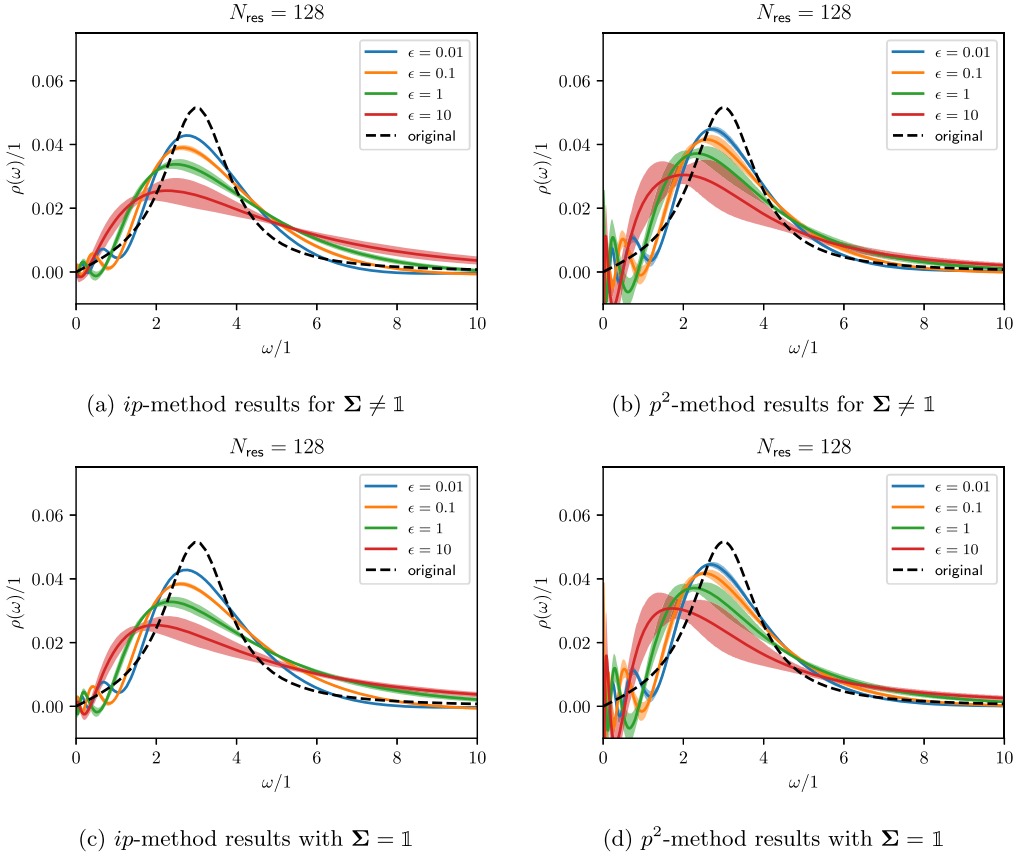 N_res = 128
ρ(ω)/1
0.06
0.04
0.02
0.00
0 2 4 6 8 10
ω/1
ϵ = 0.01
ϵ = 0.1
ϵ = 1
ϵ = 10
original
(a) ip-method results for Σ ≠ 𝟙
N_res = 128
ρ(ω)/1
0.06
0.04
0.02
0.00
0 2 4 6 8 10
ω/1
ϵ = 0.01
ϵ = 0.1
ϵ = 1
ϵ = 10
original
(b) p²-method results for Σ ≠ 𝟙
N_res = 128
ρ(ω)/1
0.06
0.04
0.02
0.00
0 2 4 6 8 10
ω/1
ϵ = 0.01
ϵ = 0.1
ϵ = 1
ϵ = 10
original
(c) ip-method results with Σ = 𝟙
N_res = 128
ρ(ω)/1
0.06
0.04
0.02
0.00
0 2 4 6 8 10
ω/1
ϵ = 0.01
ϵ = 0.1
ϵ = 1
ϵ = 10
original
(d) p²-method results with Σ = 𝟙